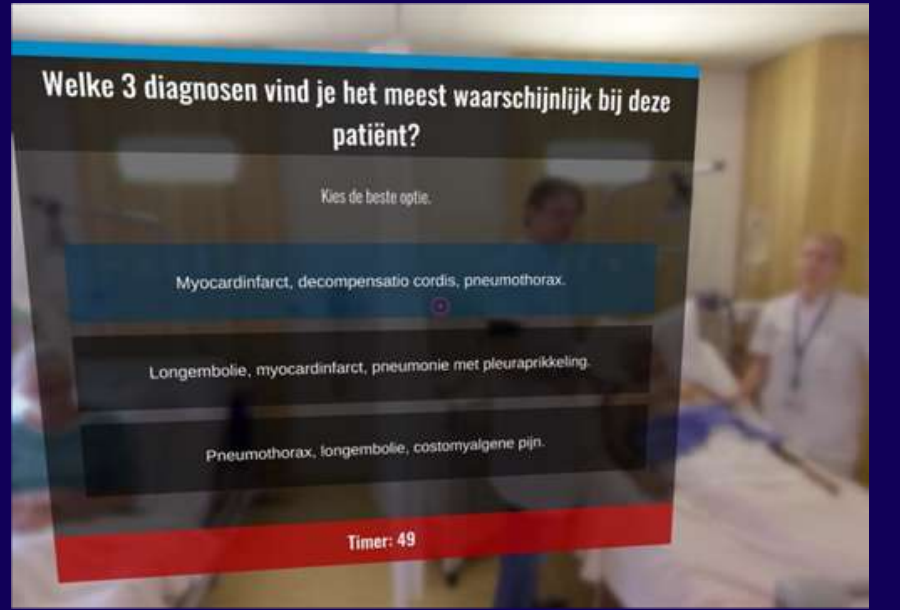 Welke 3 diagnosen vind je het meest waarschijnlijk bij deze
patiënt?
Kies de beste optie.
Myocardinfarct, decompensatio cordis, pneumothorax.
Longembolie, myocardinfarct, pneumonie met pleuraprikkeling.
Pneumothorax, longembolie, costomyalgene pijn.
Timer: 49